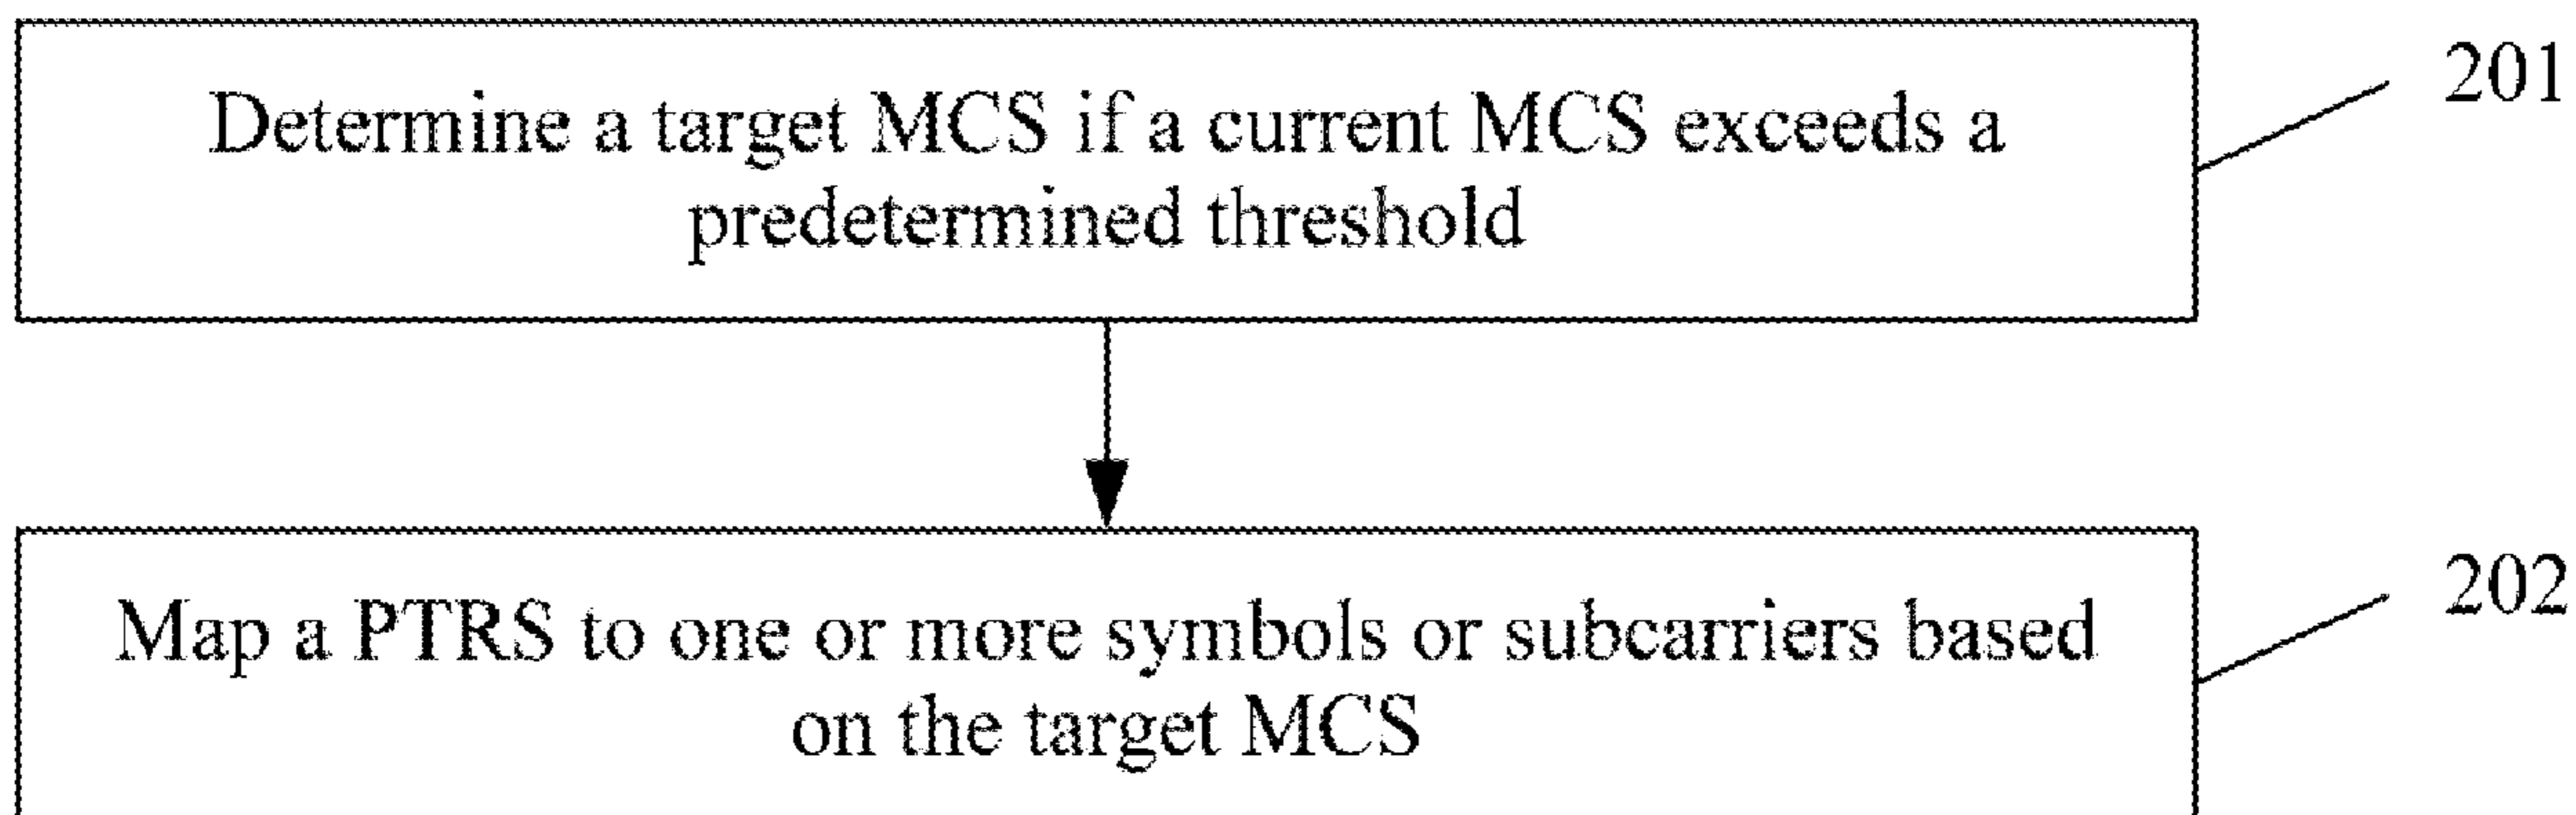 Determine a target MCS if a current MCS exceeds a
predetermined threshold
201
Map a PTRS to one or more symbols or subcarriers based
on the target MCS
202